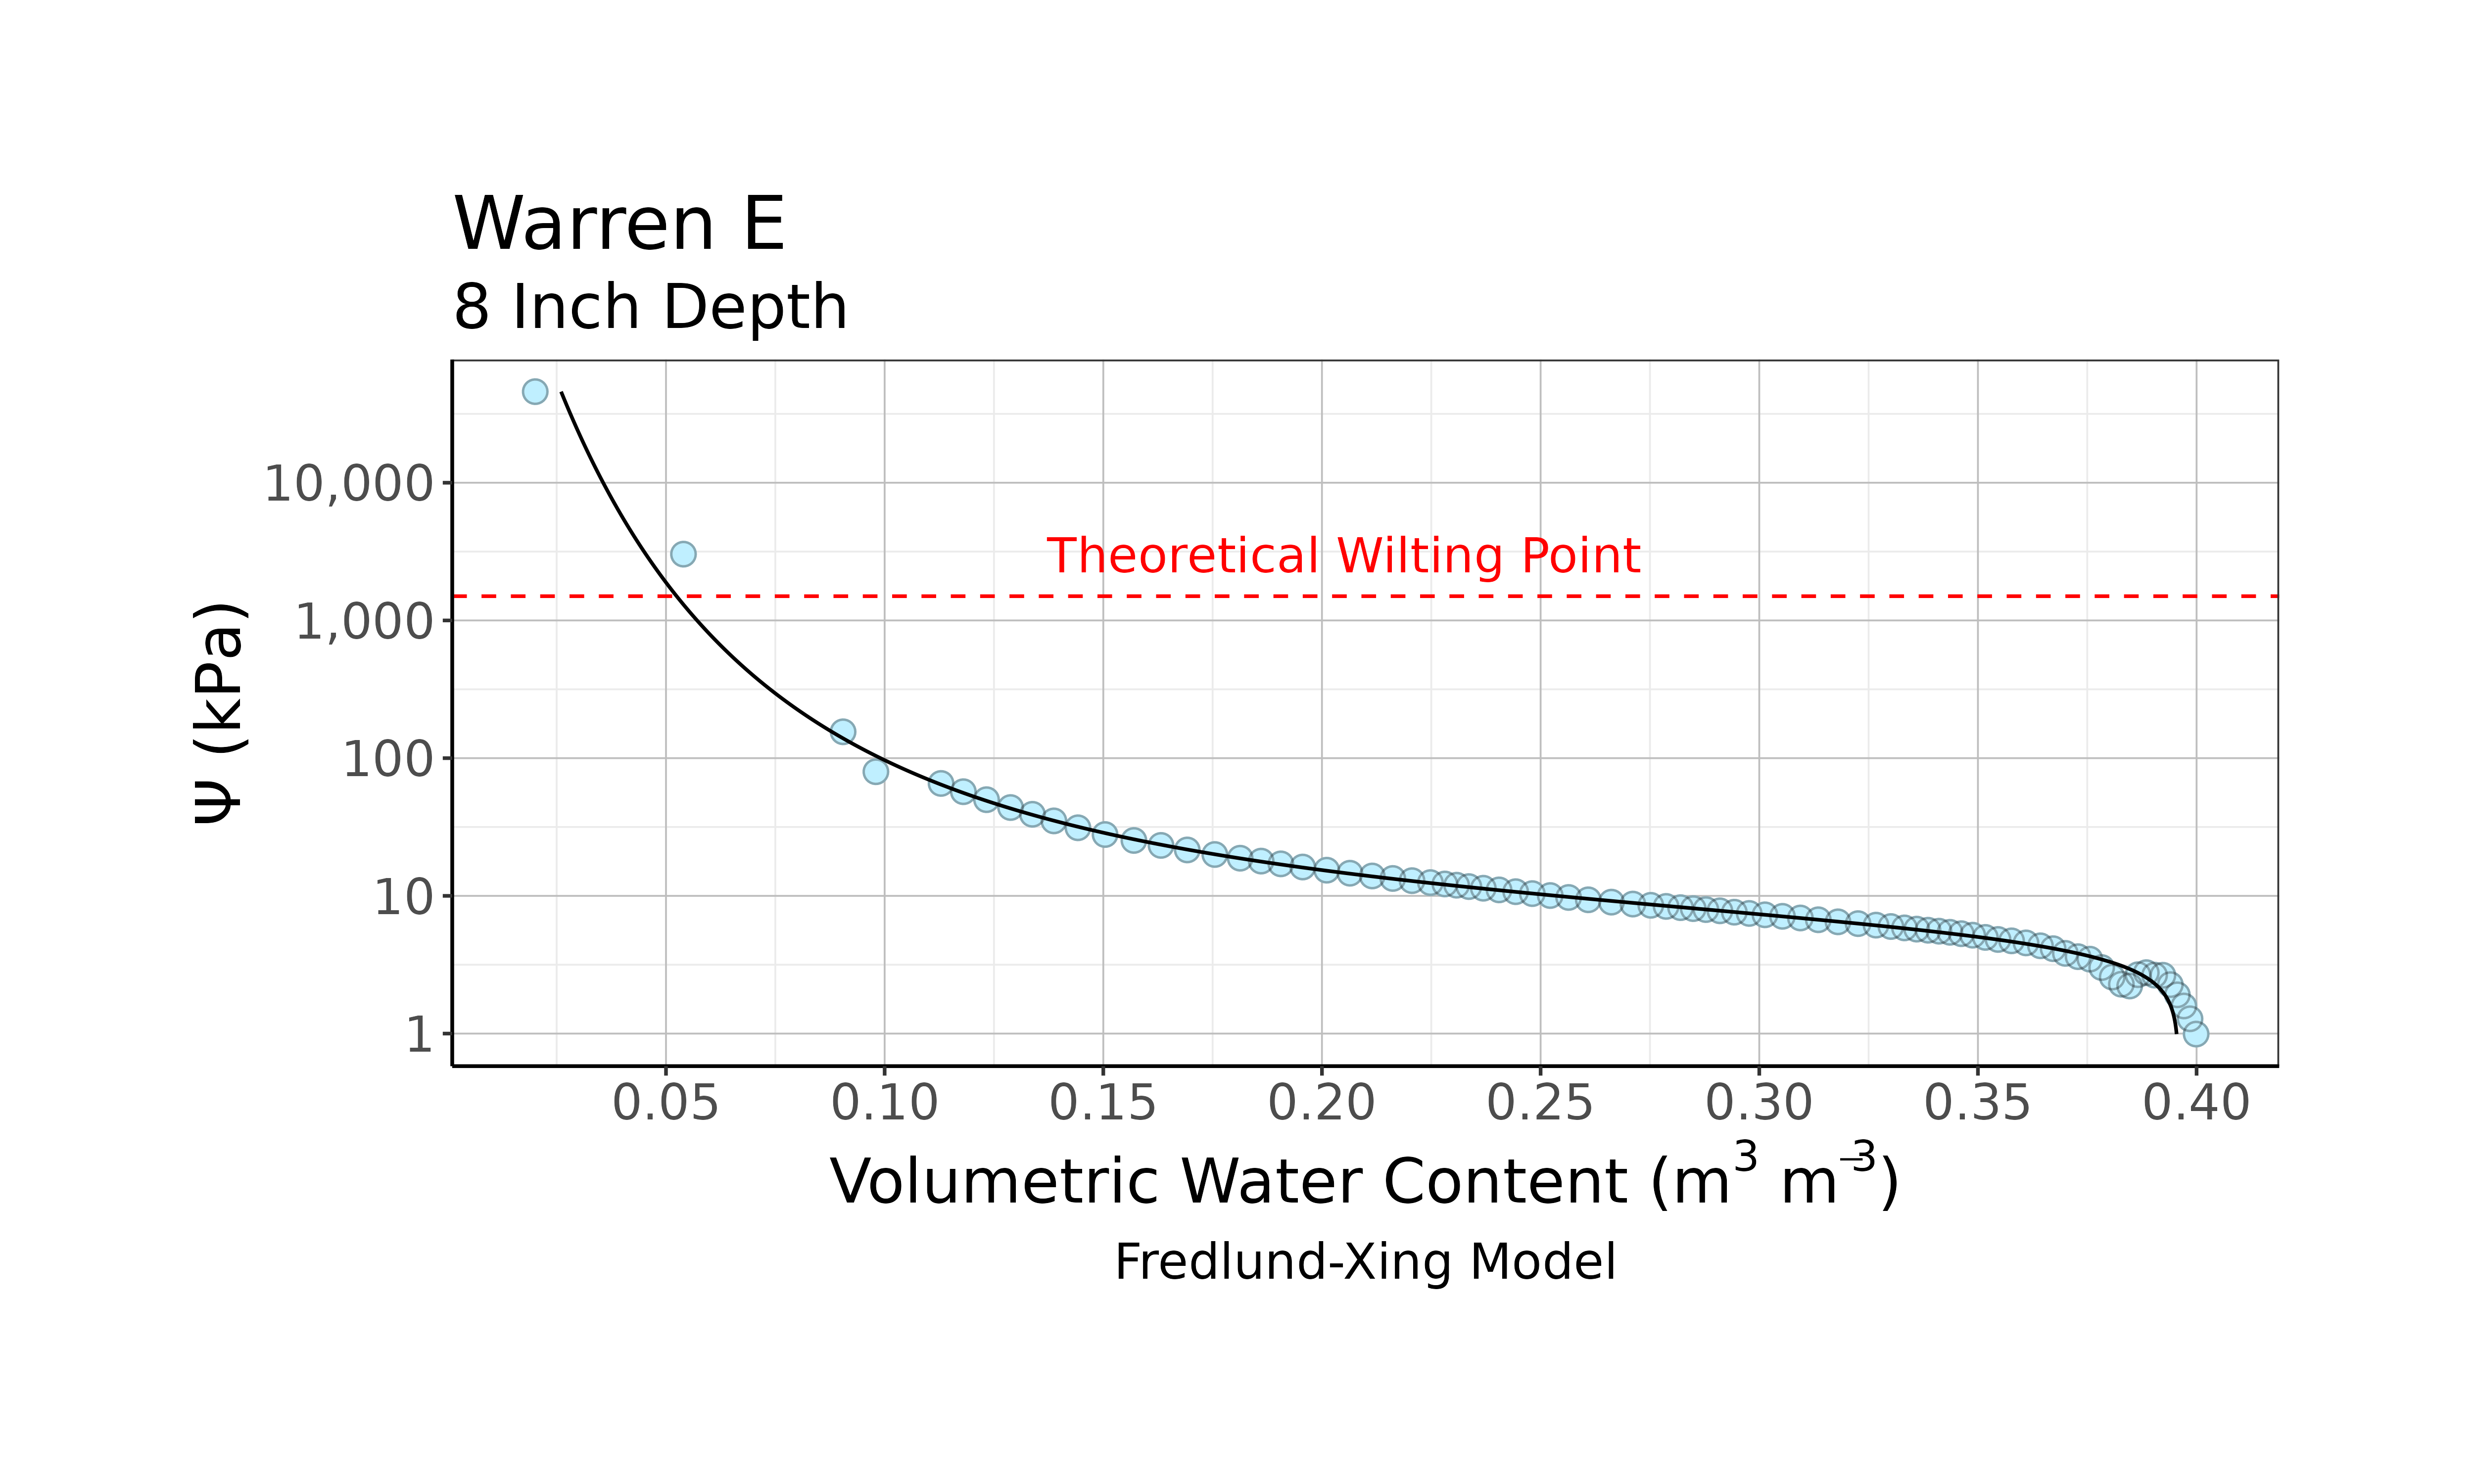 Warren E
8 Inch Depth
Ψ (kPa)
10,000
1,000
100
10
1
Theoretical Wilting Point
0.05 0.10 0.15 0.20 0.25 0.30 0.35 0.40
Volumetric Water Content (m³ m⁻³)
Fredlund-Xing Model